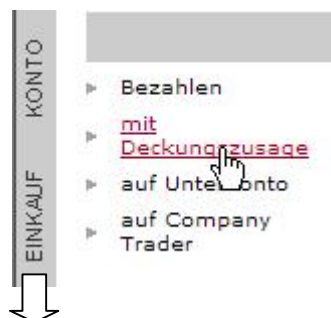 KONTO
EINKAUF
Bezahlen
mit
Deckungszusage
auf Unterkonto
auf Company
Trader